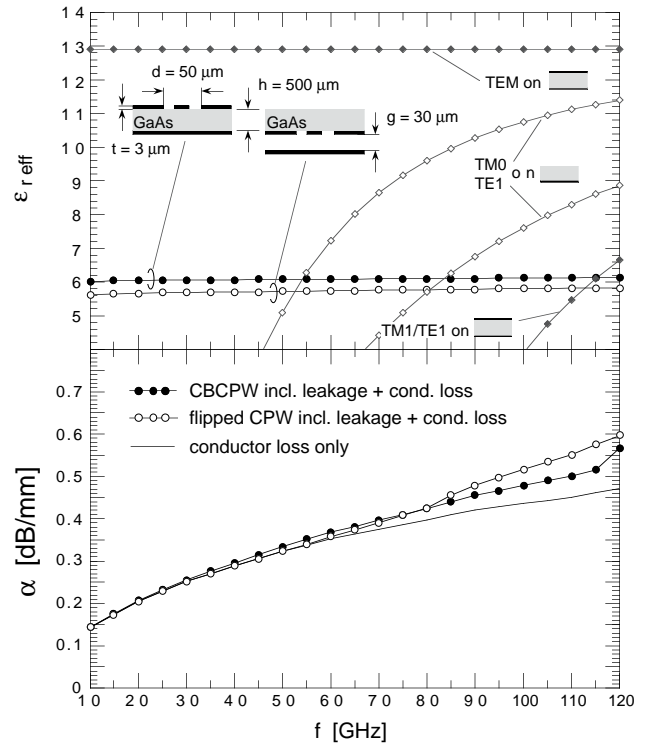 13
12
11
10
9
8
7
6
5
ε r eff
d = 50 μm
h = 500 μm
g = 30 μm
GaAs
GaAs
t = 3 μm
TEM on
TM0
TE1
on
TM1/TE1 on
0.7
0.6
0.5
0.4
0.3
0.2
0.1
0
α [dB/mm]
CBCPW incl. leakage + cond. loss
flipped CPW incl. leakage + cond. loss
conductor loss only
10 20 30 40 50 60 70 80 90 100 110 120
f [GHz]